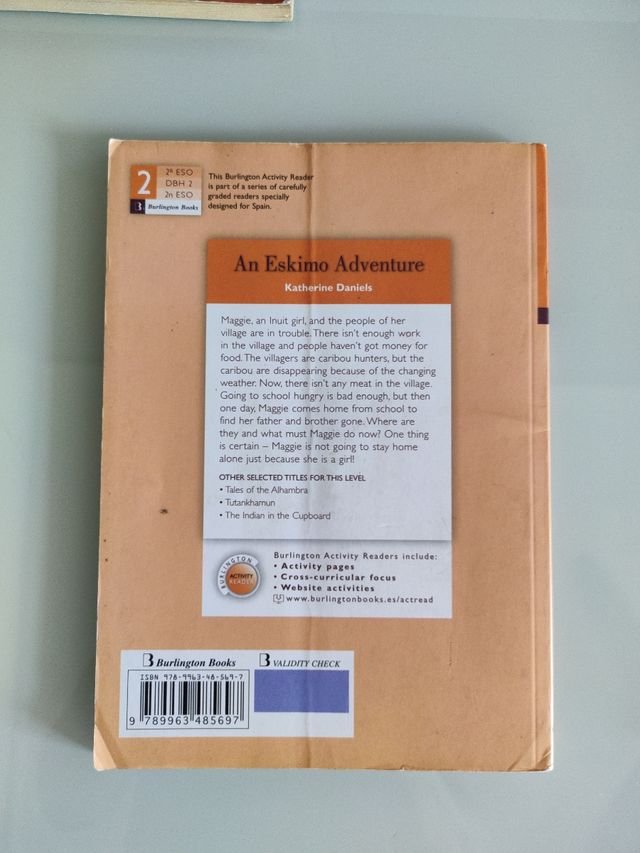 2
2º ESO
DBH 2
2n ESO
B Burlington Books
This Burlington Activity Reader
is part of a series of carefully
graded readers specially
designed for Spain.
An Eskimo Adventure
Katherine Daniels
Maggie, an Inuit girl, and the people of her
village are in trouble. There isn't enough work
in the village and people haven't got money for
food. The villagers are caribou hunters, but the
caribou are disappearing because of the changing
weather. Now, there isn't any meat in the village.
Going to school hungry is bad enough, but then
one day, Maggie comes home from school to
find her father and brother gone. Where are
they and what must Maggie do now? One thing
is certain – Maggie is not going to stay home
alone just because she is a girl!
OTHER SELECTED TITLES FOR THIS LEVEL
• Tales of the Alhambra
• Tutankhamun
• The Indian in the Cupboard
BURLINGTON
ACTIVITY
READER
Burlington Activity Readers include:
• Activity pages
• Cross-curricular focus
• Website activities
www.burlingtonbooks.es/actread
B Burlington Books
B VALIDITY CHECK
ISBN 978-9963-48-569-7
9 789963 485697